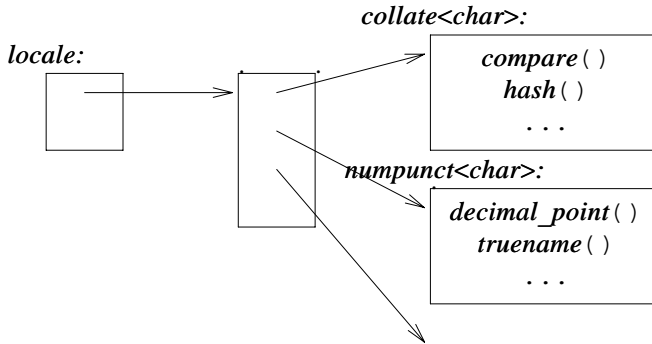 collate<char>:
locale:
compare()
hash()
. . .
numpunct<char>:
decimal_point()
truename()
. . .